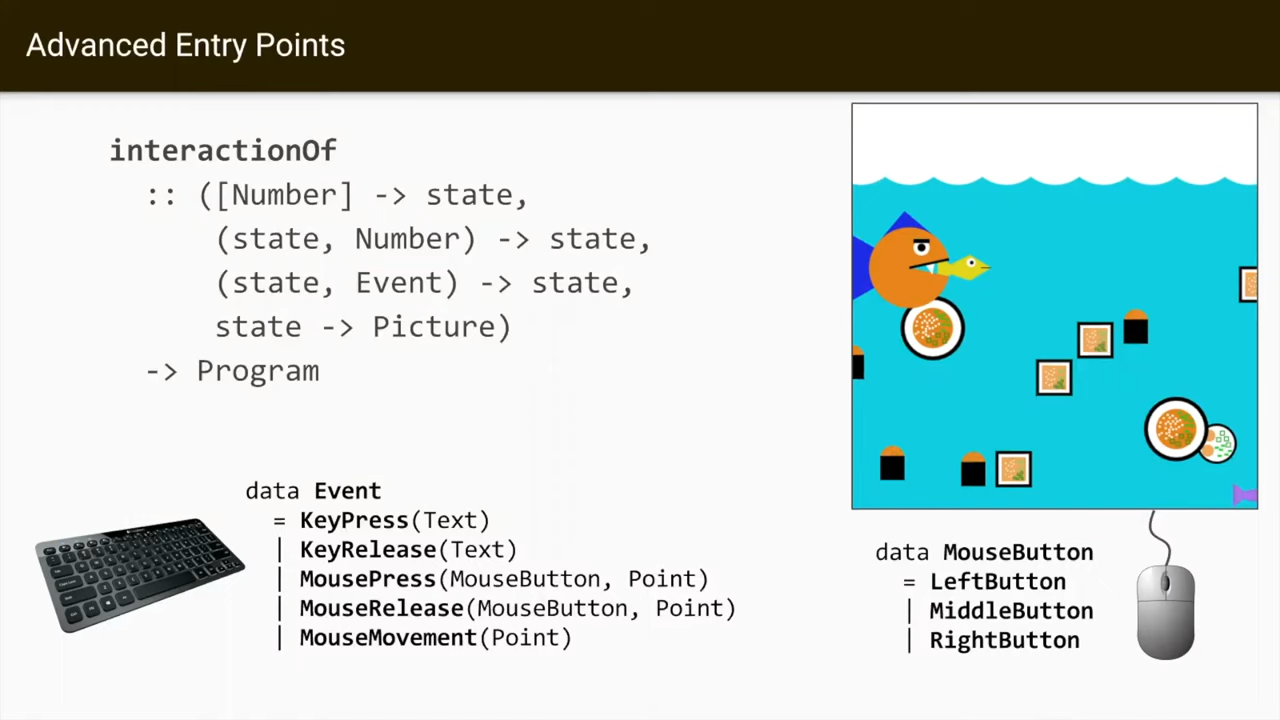 Advanced Entry Points
interactionOf
:: ([Number] -> state,
(state, Number) -> state,
(state, Event) -> state,
state -> Picture)
-> Program
data Event
= KeyPress(Text)
| KeyRelease(Text)
| MousePress(MouseButton, Point)
| MouseRelease(MouseButton, Point)
| MouseMovement(Point)
data MouseButton
= LeftButton
| MiddleButton
| RightButton